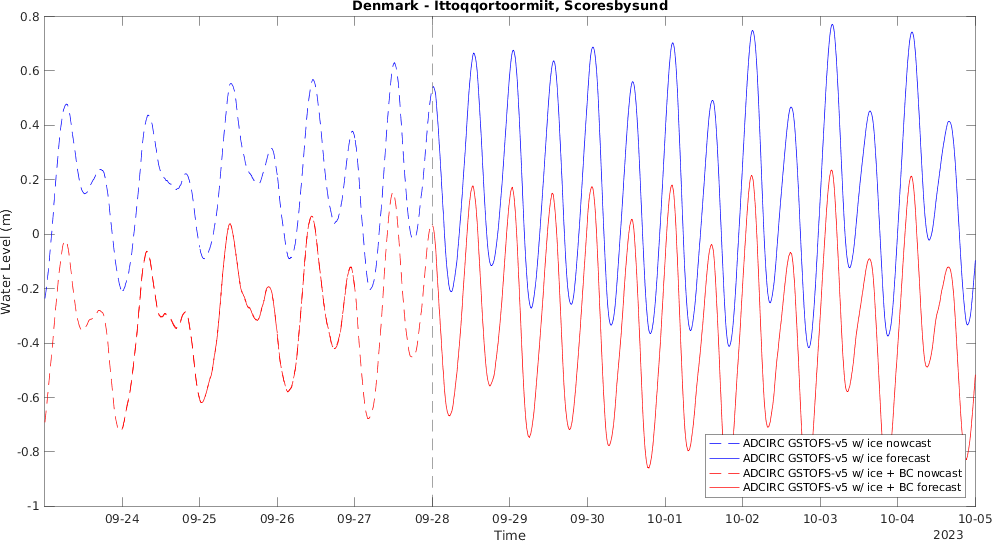 Denmark - Ittoqqortoormiit, Scoresbysund
0.8
0.6
0.4
0.2
0
-0.2
-0.4
-0.6
-0.8
-1
Water Level (m)
ADCIRC GSTOFS-v5 w/ ice nowcast
ADCIRC GSTOFS-v5 w/ ice forecast
ADCIRC GSTOFS-v5 w/ ice + BC nowcast
ADCIRC GSTOFS-v5 w/ ice + BC forecast
09-24 09-25 09-26 09-27 09-28 09-29 09-30 10-01 10-02 10-03 10-04 10-05
Time
2023